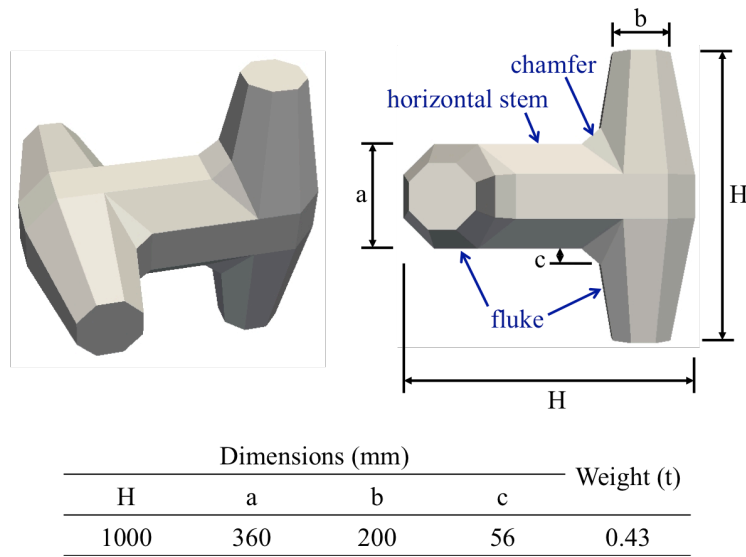 b
chamfer
horizontal stem
a
H
c
fluke
H
Dimensions (mm)
Weight (t)
H a b c
1000 360 200 56 0.43